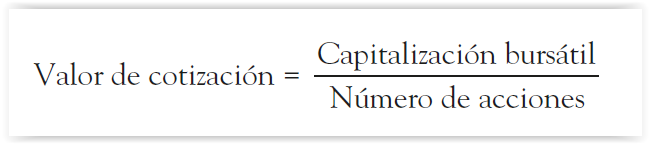 Valor de cotización = Capitalización bursátil
Número de acciones